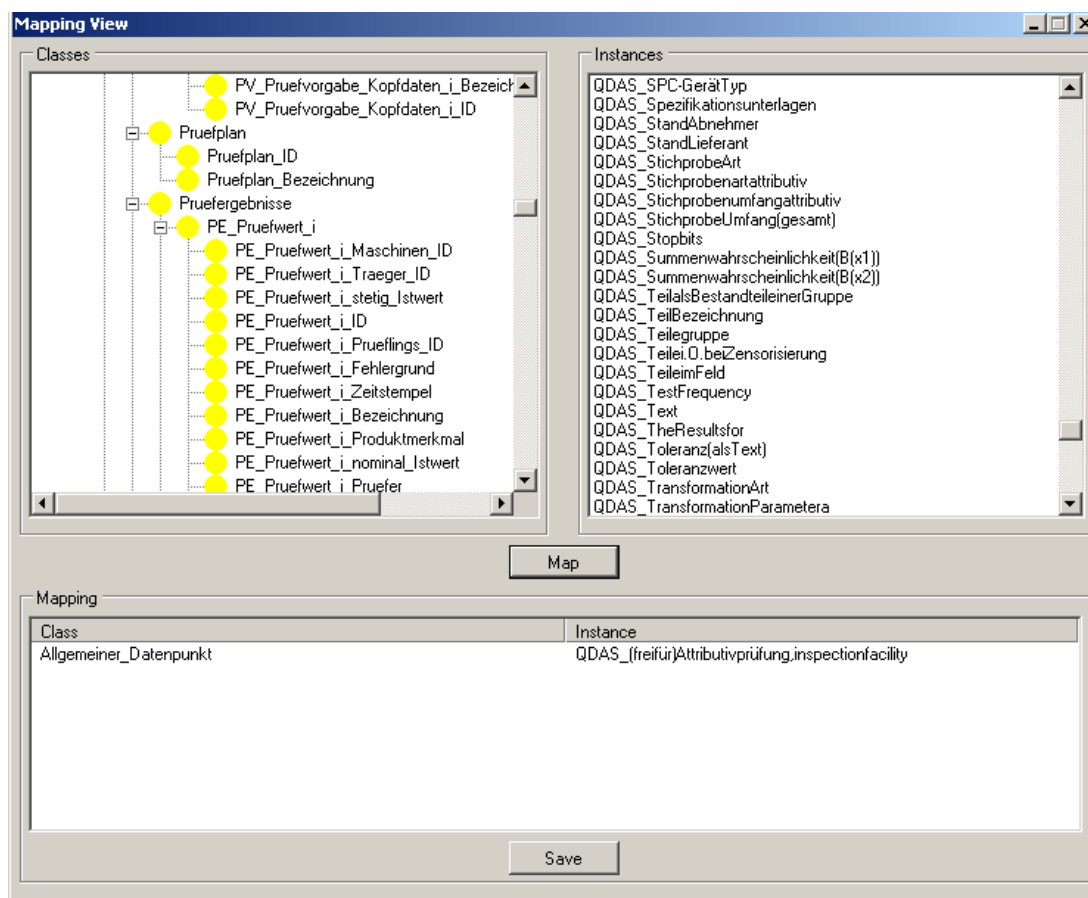 Mapping View
Classes
PV_Pruefvorgabe_Kopfdaten_i_Bezeich
PV_Pruefvorgabe_Kopfdaten_i_ID
Pruefplan
Pruefplan_ID
Pruefplan_Bezeichnung
Pruefergebnisse
PE_Pruefwert_i
PE_Pruefwert_i_Maschinen_ID
PE_Pruefwert_i_Traeger_ID
PE_Pruefwert_i_stetig_Istwert
PE_Pruefwert_i_ID
PE_Pruefwert_i_Prueflings_ID
PE_Pruefwert_i_Fehlergrund
PE_Pruefwert_i_Zeitstempel
PE_Pruefwert_i_Bezeichnung
PE_Pruefwert_i_Produktmerkmal
PE_Pruefwert_i_nominal_Istwert
PE_Pruefwert_i_Pruefer
Instances
QDAS_SPC-GerätTyp
QDAS_Spezifikationsunterlagen
QDAS_StandAbnehmer
QDAS_StandLieferant
QDAS_StichprobeArt
QDAS_Stichprobenartattributiv
QDAS_Stichprobenumfangattributiv
QDAS_StichprobeUmfang(gesamt)
QDAS_Stopbits
QDAS_Summenwahrscheinlichkeit(B(x1))
QDAS_Summenwahrscheinlichkeit(B(x2))
QDAS_TeilalsBestandteileinerGruppe
QDAS_TeilBezeichnung
QDAS_Teilegruppe
QDAS_Teilei.O.beiZensorisierung
QDAS_TeileimFeld
QDAS_TestFrequency
QDAS_Text
QDAS_TheResultsfor
QDAS_Toleranz(alsText)
QDAS_Toleranzwert
QDAS_TransformationArt
QDAS_TransformationParametera
Map
Mapping
Class Instance
Allgemeiner_Datenpunkt QDAS_(freifür)Attributivprüfung,inspectionfacility
Save